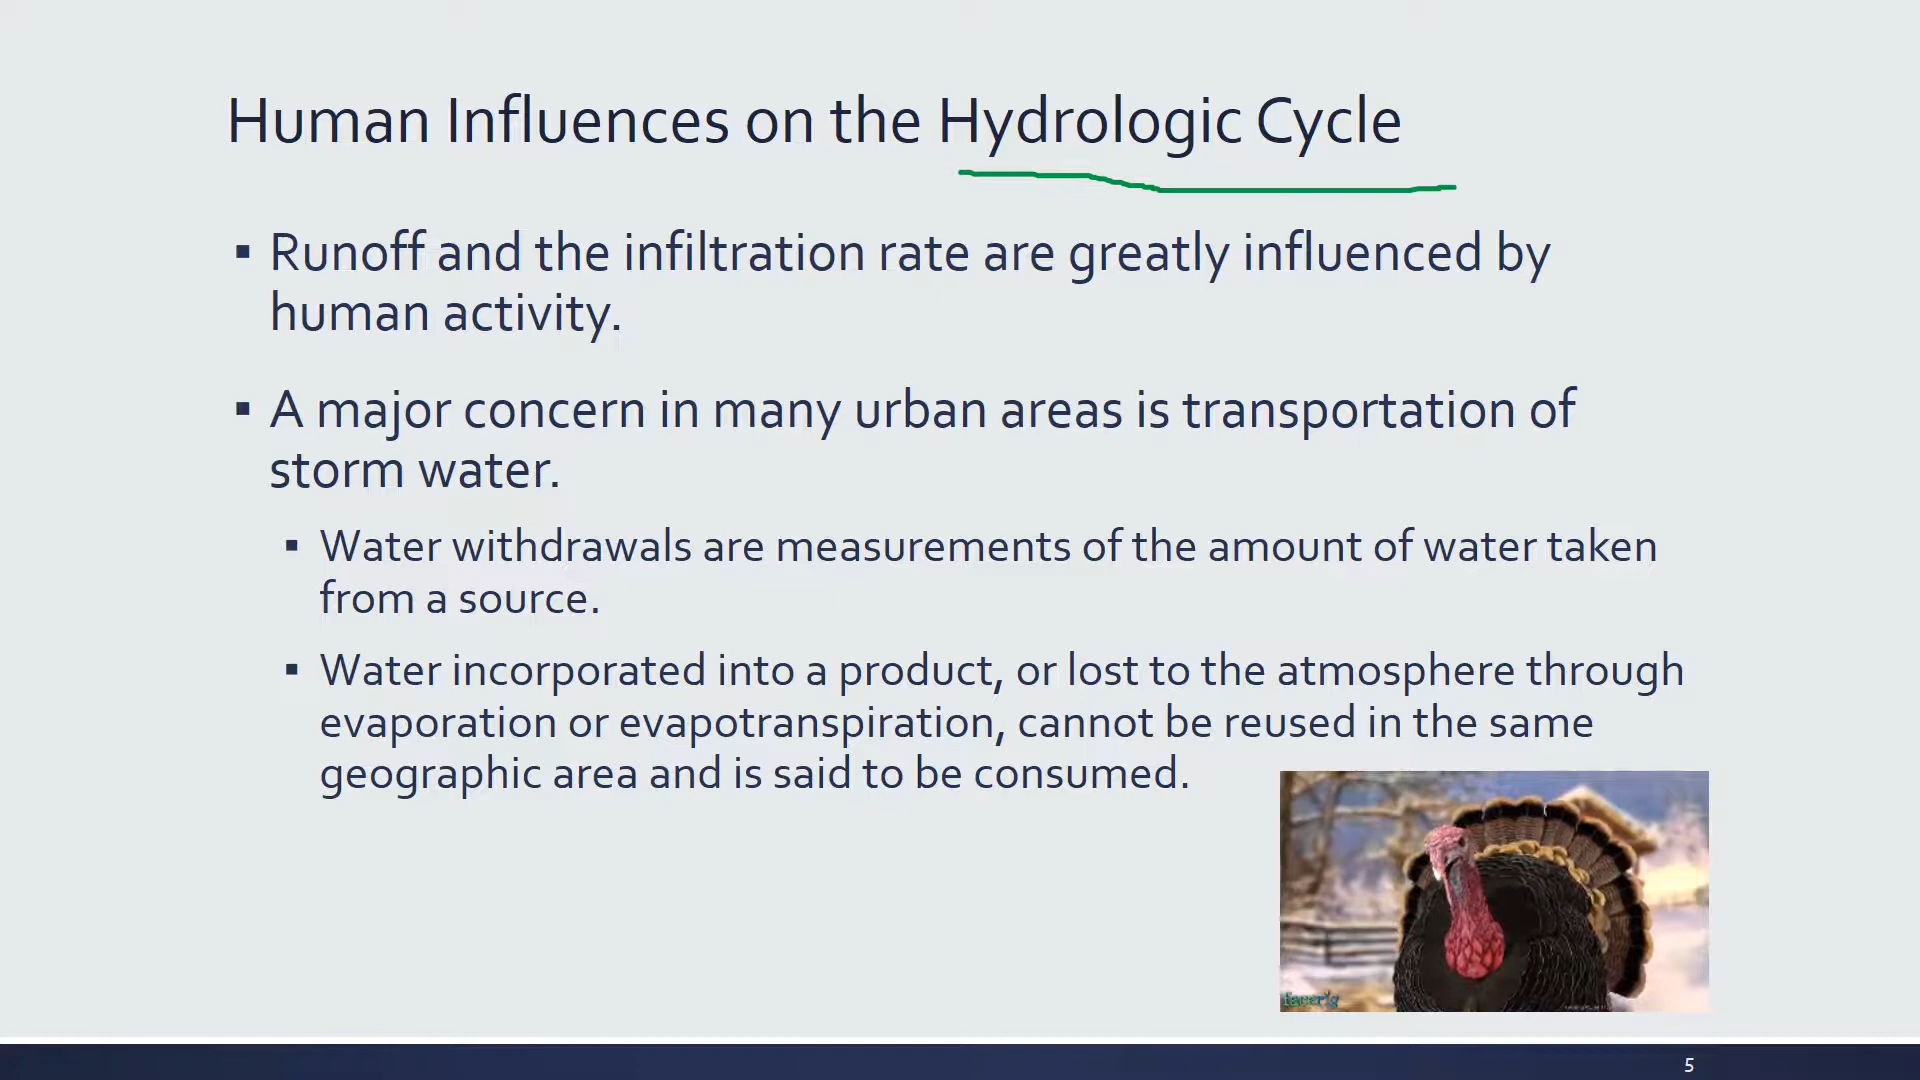 Human Influences on the Hydrologic Cycle
▪ Runoff and the infiltration rate are greatly influenced by
human activity.
▪ A major concern in many urban areas is transportation of
storm water.
▪ Water withdrawals are measurements of the amount of water taken
from a source.
▪ Water incorporated into a product, or lost to the atmosphere through
evaporation or evapotranspiration, cannot be reused in the same
geographic area and is said to be consumed.
facerig
5